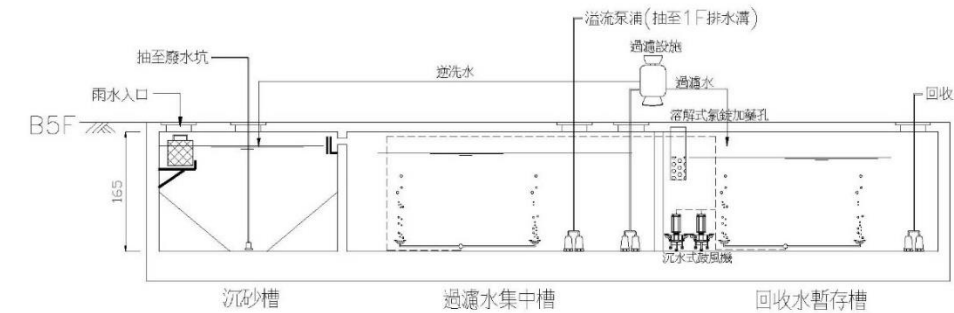 溢流泵浦(抽至1F排水溝)
過濾設施
抽至廢水坑
逆洗水
過濾水
雨水入口
回收
溶解式氯錠加藥孔
B5F
165
沉水式鼓風機
沉砂槽
過濾水集中槽
回收水暫存槽